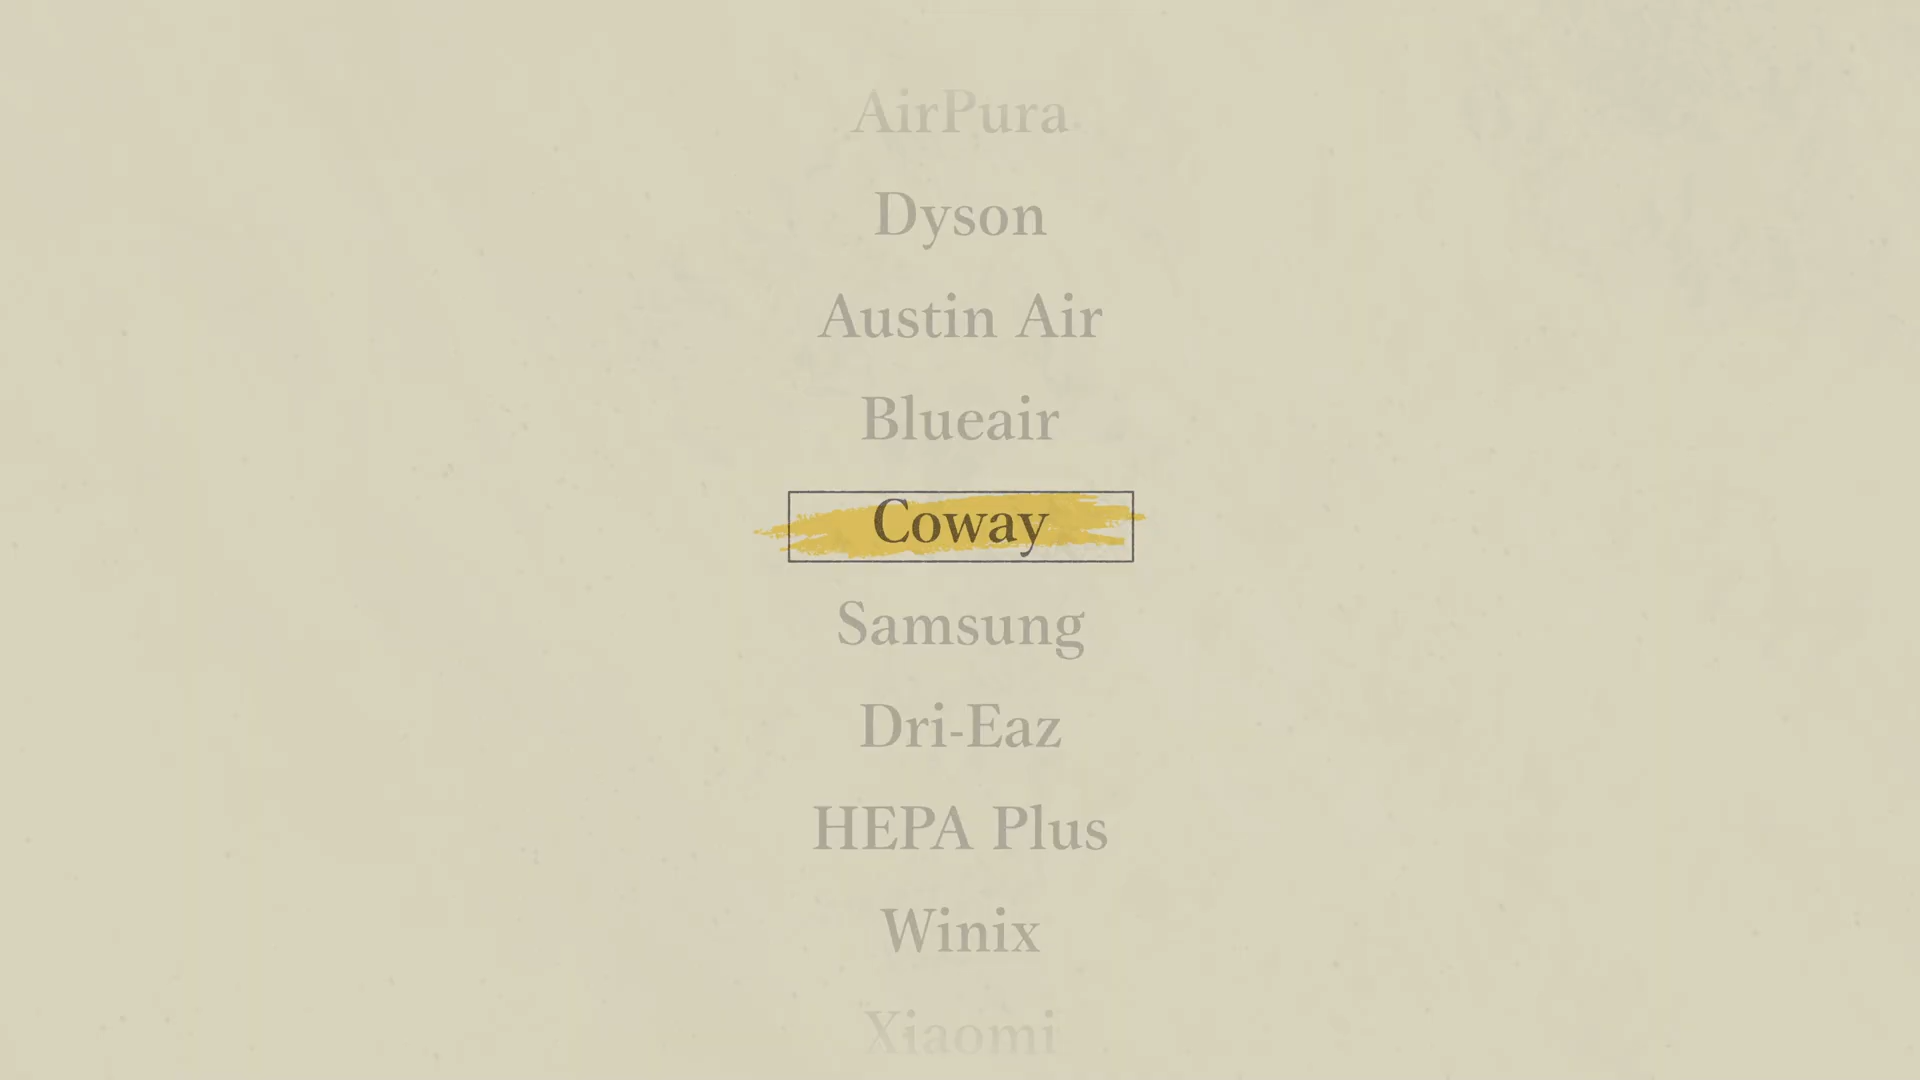 AirPura
Dyson
Austin Air
Blueair
Coway
Samsung
Dri-Eaz
HEPA Plus
Winix
Xiaomi